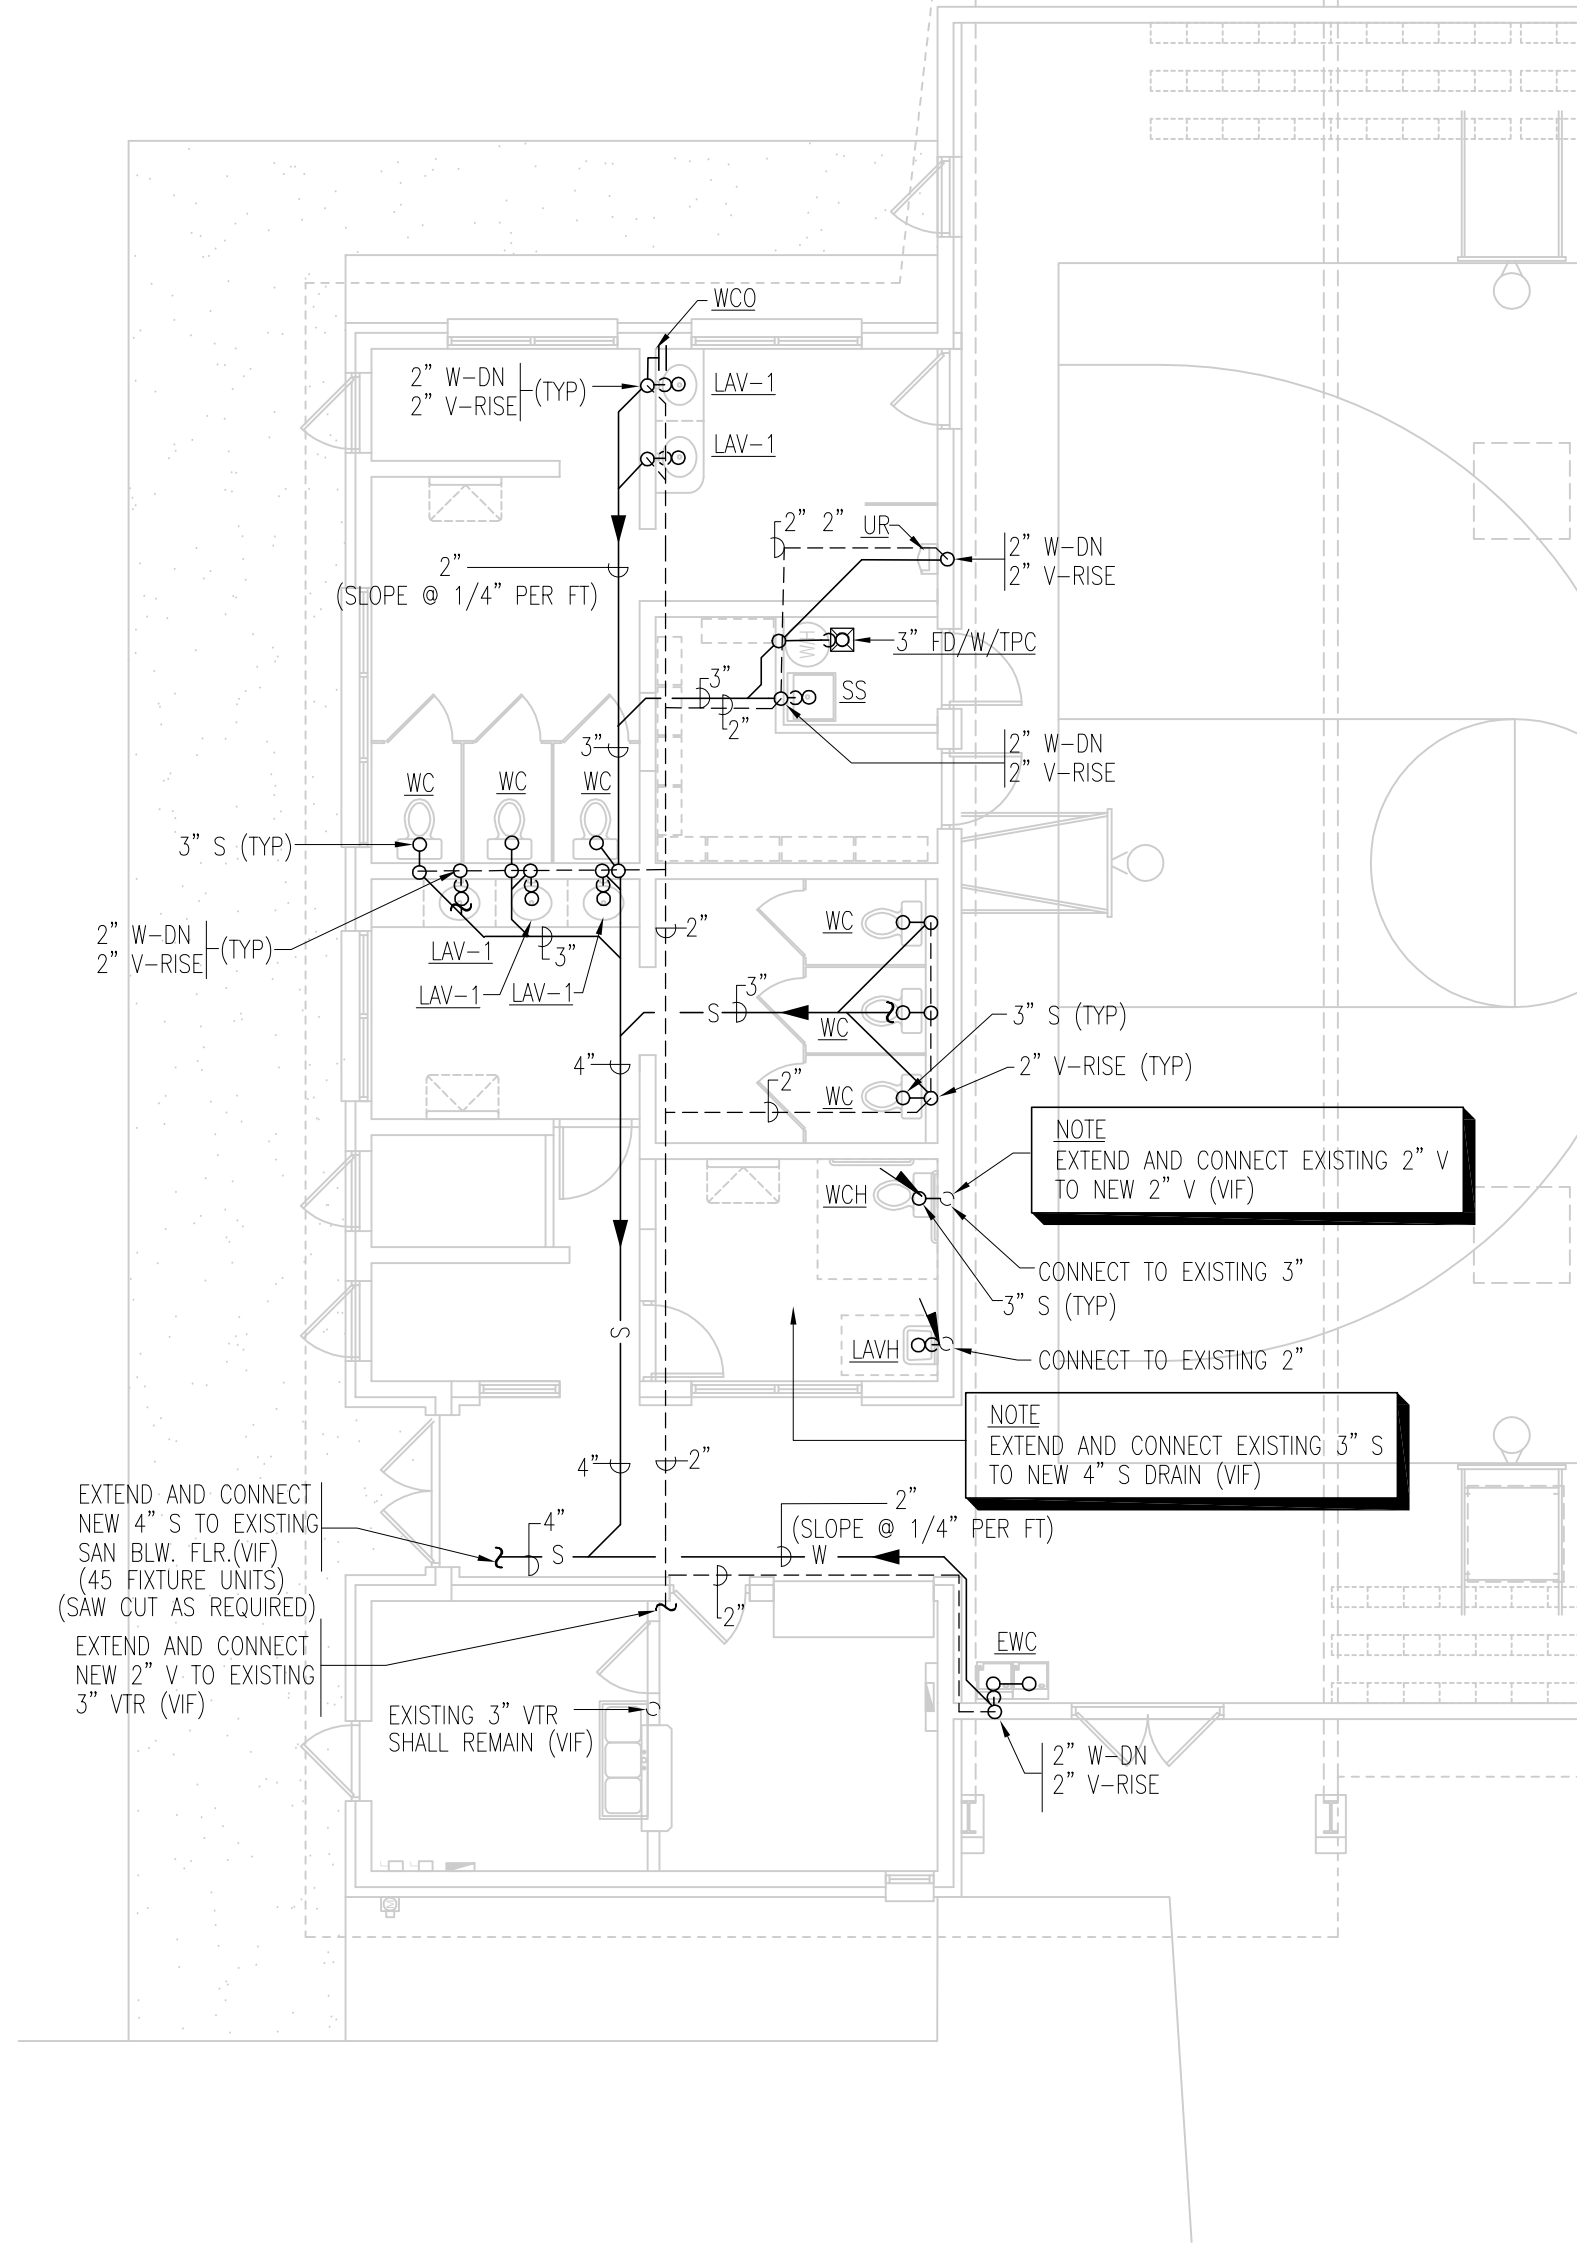 WCO
2” W-DN
2” V-RISE
(TYP)
LAV-1
LAV-1
2” 2”
UR
2” W-DN
2” V-RISE
2”
(SLOPE @ 1/4” PER FT)
3” FD/W/TPC
WH
3”
SS
2”
3”
2” W-DN
2” V-RISE
WC
WC
WC
3” S (TYP)
2” W-DN
2” V-RISE
(TYP)
LAV-1
3”
LAV-1
LAV-1
2”
WC
3”
S
WC
3” S (TYP)
4”
2” V-RISE (TYP)
2”
WC
NOTE
EXTEND AND CONNECT EXISTING 2” V
TO NEW 2” V (VIF)
WCH
CONNECT TO EXISTING 3”
3” S (TYP)
S
LAVH
CONNECT TO EXISTING 2”
NOTE
EXTEND AND CONNECT EXISTING 3” S
TO NEW 4” S DRAIN (VIF)
4”
2”
EXTEND AND CONNECT
NEW 4” S TO EXISTING
SAN BLW. FLR.(VIF)
(45 FIXTURE UNITS)
(SAW CUT AS REQUIRED)
4”
S
2”
(SLOPE @ 1/4” PER FT)
W
2”
EXTEND AND CONNECT
NEW 2” V TO EXISTING
3” VTR (VIF)
EWC
EXISTING 3” VTR
SHALL REMAIN (VIF)
2” W-DN
2” V-RISE
M